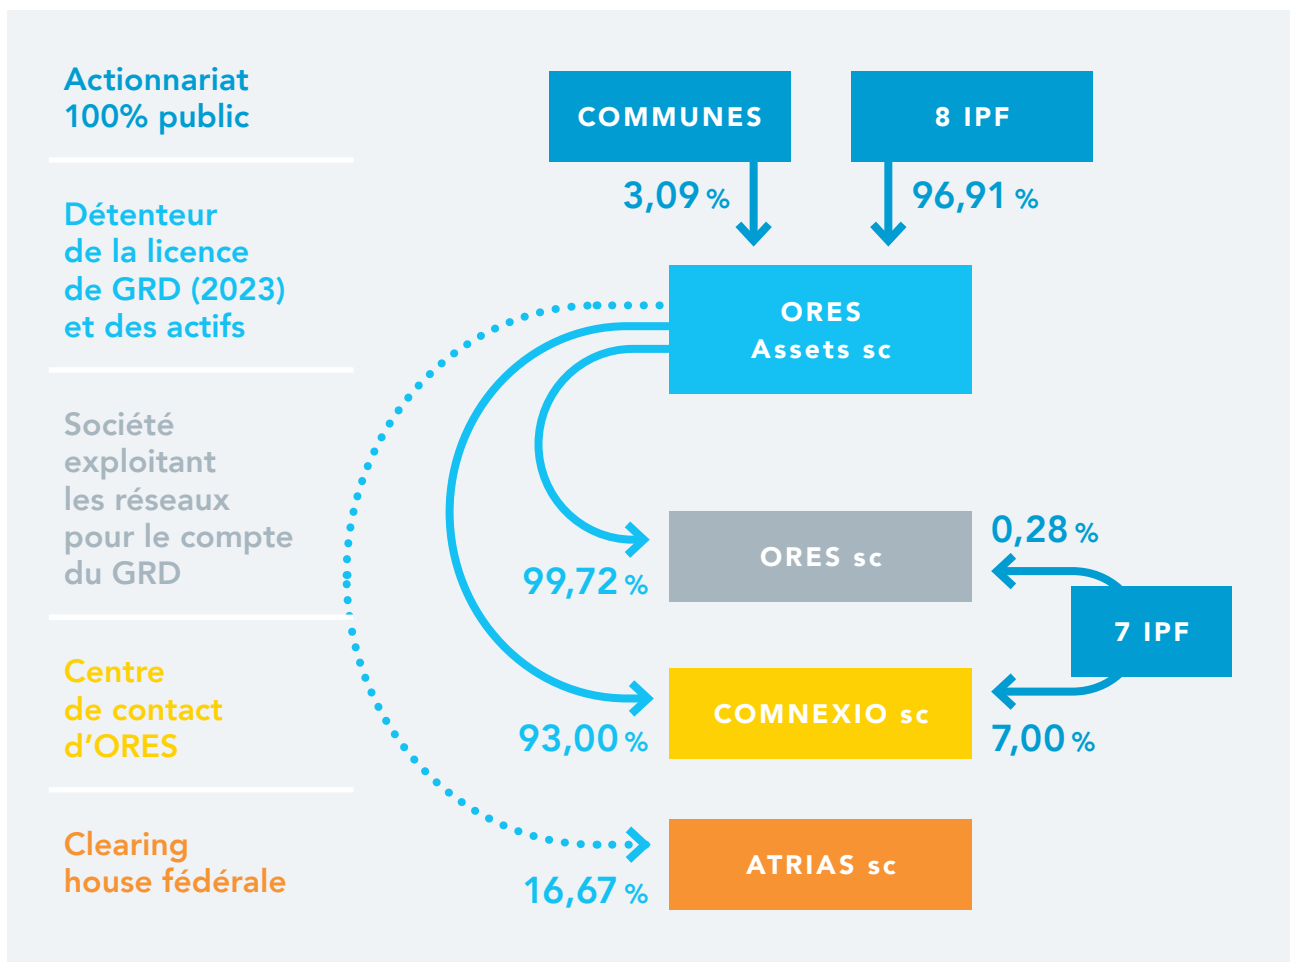 Actionnariat
100% public
COMMUNES
8 IPF
3,09 %
96,91 %
Détenteur
de la licence
de GRD (2023)
et des actifs
ORES
Assets sc
Société
exploitant
les réseaux
pour le compte
du GRD
ORES sc
0,28 %
99,72 %
7 IPF
Centre
de contact
d’ORES
COMNEXIO sc
93,00 %
7,00 %
Clearing
house fédérale
ATRIAS sc
16,67 %